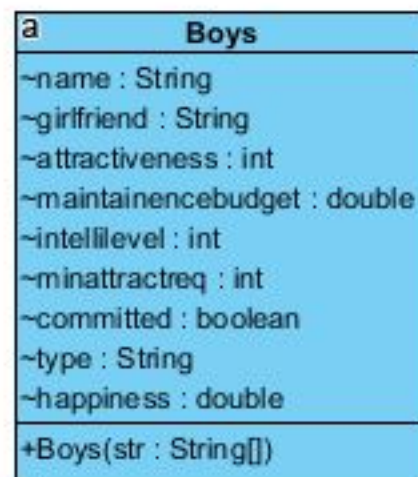 a
Boys
~name : String
~girlfriend : String
~attractiveness : int
~maintainencebudget : double
~intellilevel : int
~minattractreq : int
~committed : boolean
~type : String
~happiness : double
+Boys(str : String[])